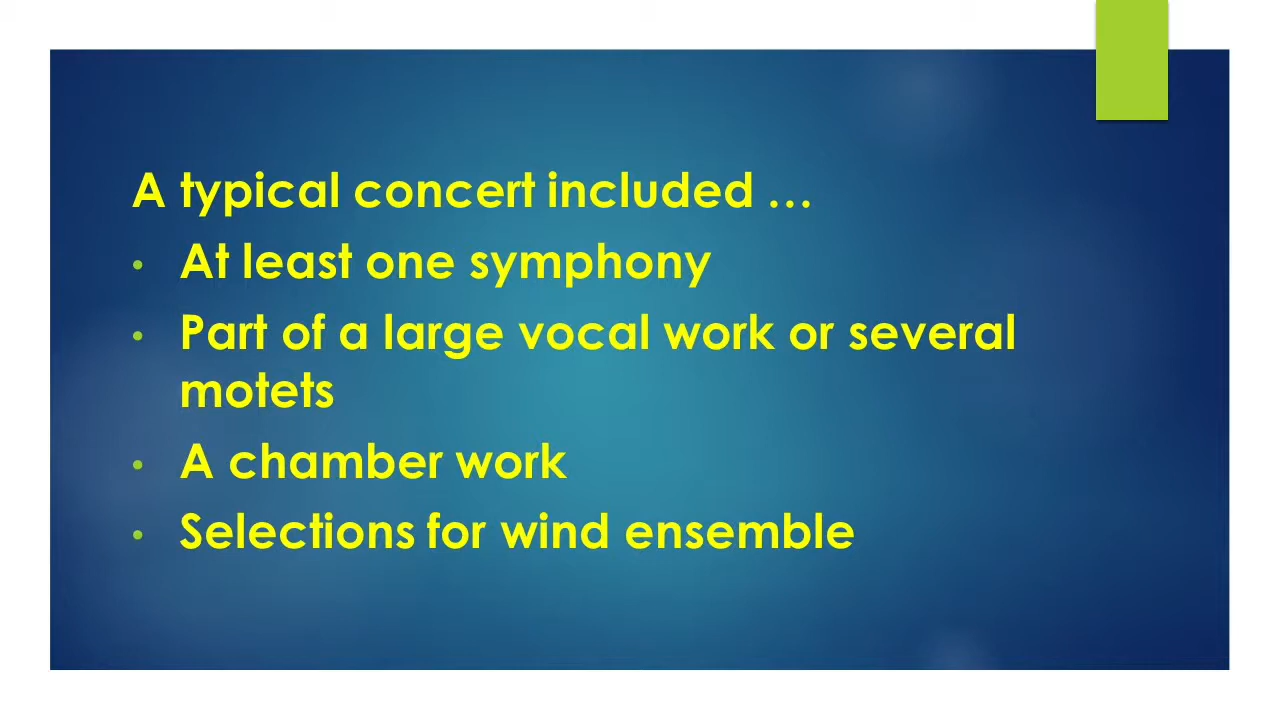 A typical concert included …
• At least one symphony
• Part of a large vocal work or several
motets
• A chamber work
• Selections for wind ensemble